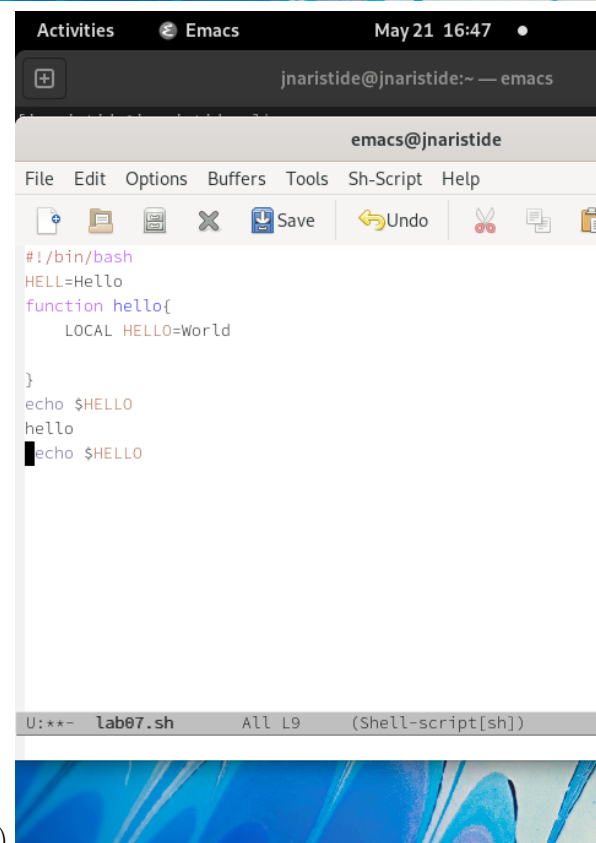 Activities Emacs May 21 16:47
jnaristide@jnaristide:~ — emacs
emacs@jnaristide
File Edit Options Buffers Tools Sh-Script Help
Save Undo
#!/bin/bash
HELL=Hello
function hello{
    LOCAL HELLO=World
}
echo $HELLO
hello
 echo $HELLO
U:**- lab07.sh All L9 (Shell-script[sh])
)